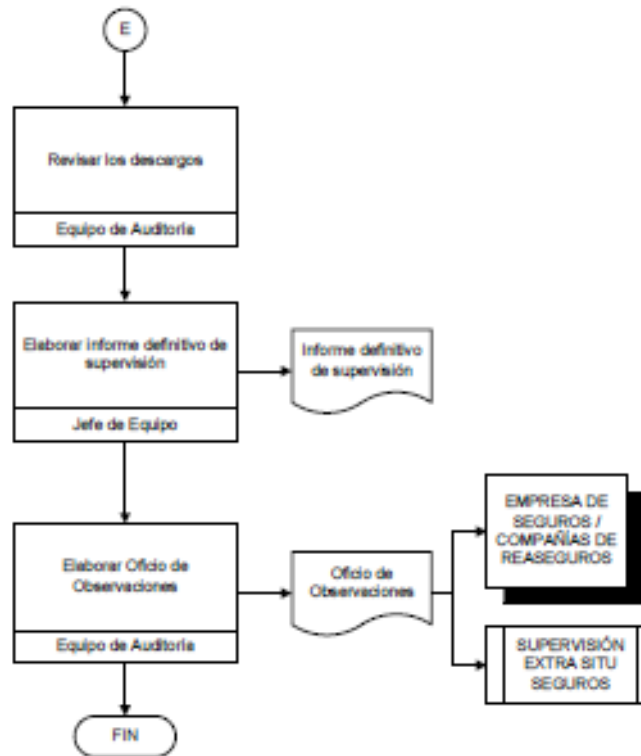 E
Revisar los descargos
Equipo de Auditoría
Elaborar informe definitivo de
supervisión
Jefe de Equipo
Informe definitivo
de supervisión
Elaborar Oficio de
Observaciones
Equipo de Auditoría
Oficio de
Observaciones
EMPRESA DE
SEGUROS /
COMPAÑÍAS DE
REASEGUROS
SUPERVISIÓN
EXTRA SITU
SEGUROS
FIN